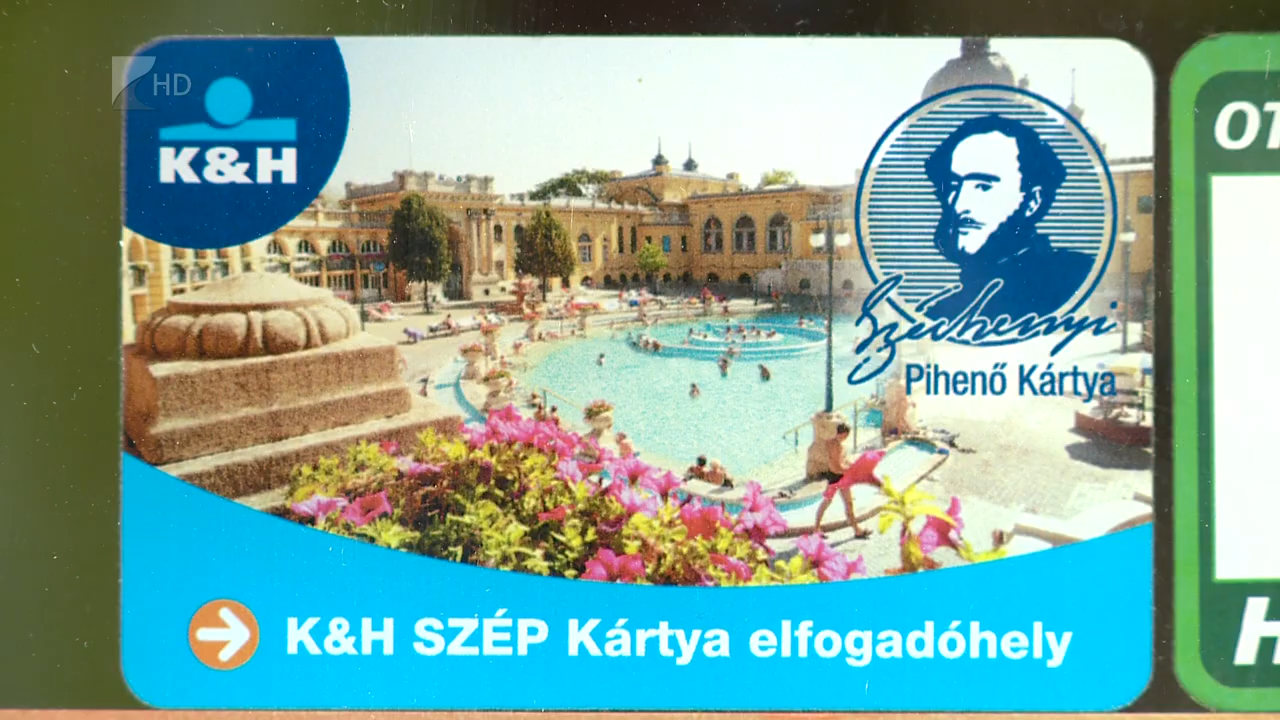 HD
K&H
Széchenyi
Pihenő Kártya
K&H SZÉP Kártya elfogadóhely
OT
H